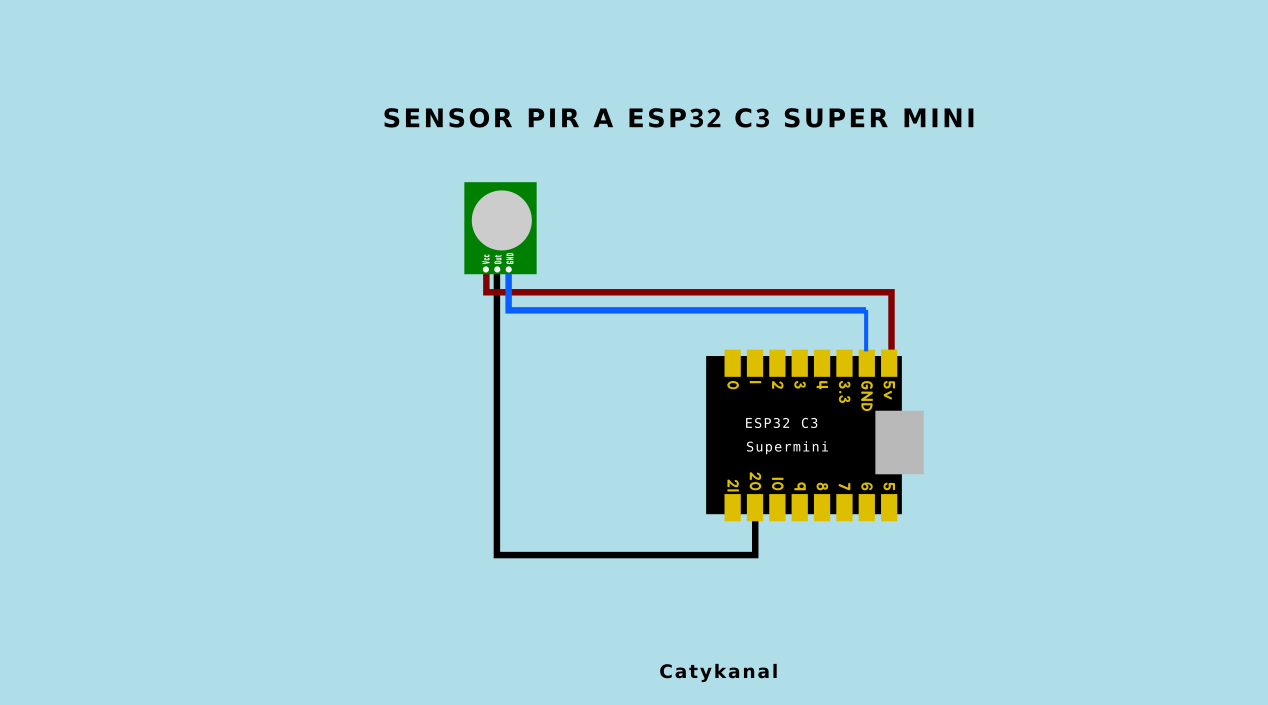 SENSOR PIR A ESP32 C3 SUPER MINI
Vcc Out GND
0 1 2 3 4 3.3 GND 5v
ESP32 C3
Supermini
21 20 10 9 8 7 6 5
Catykanal